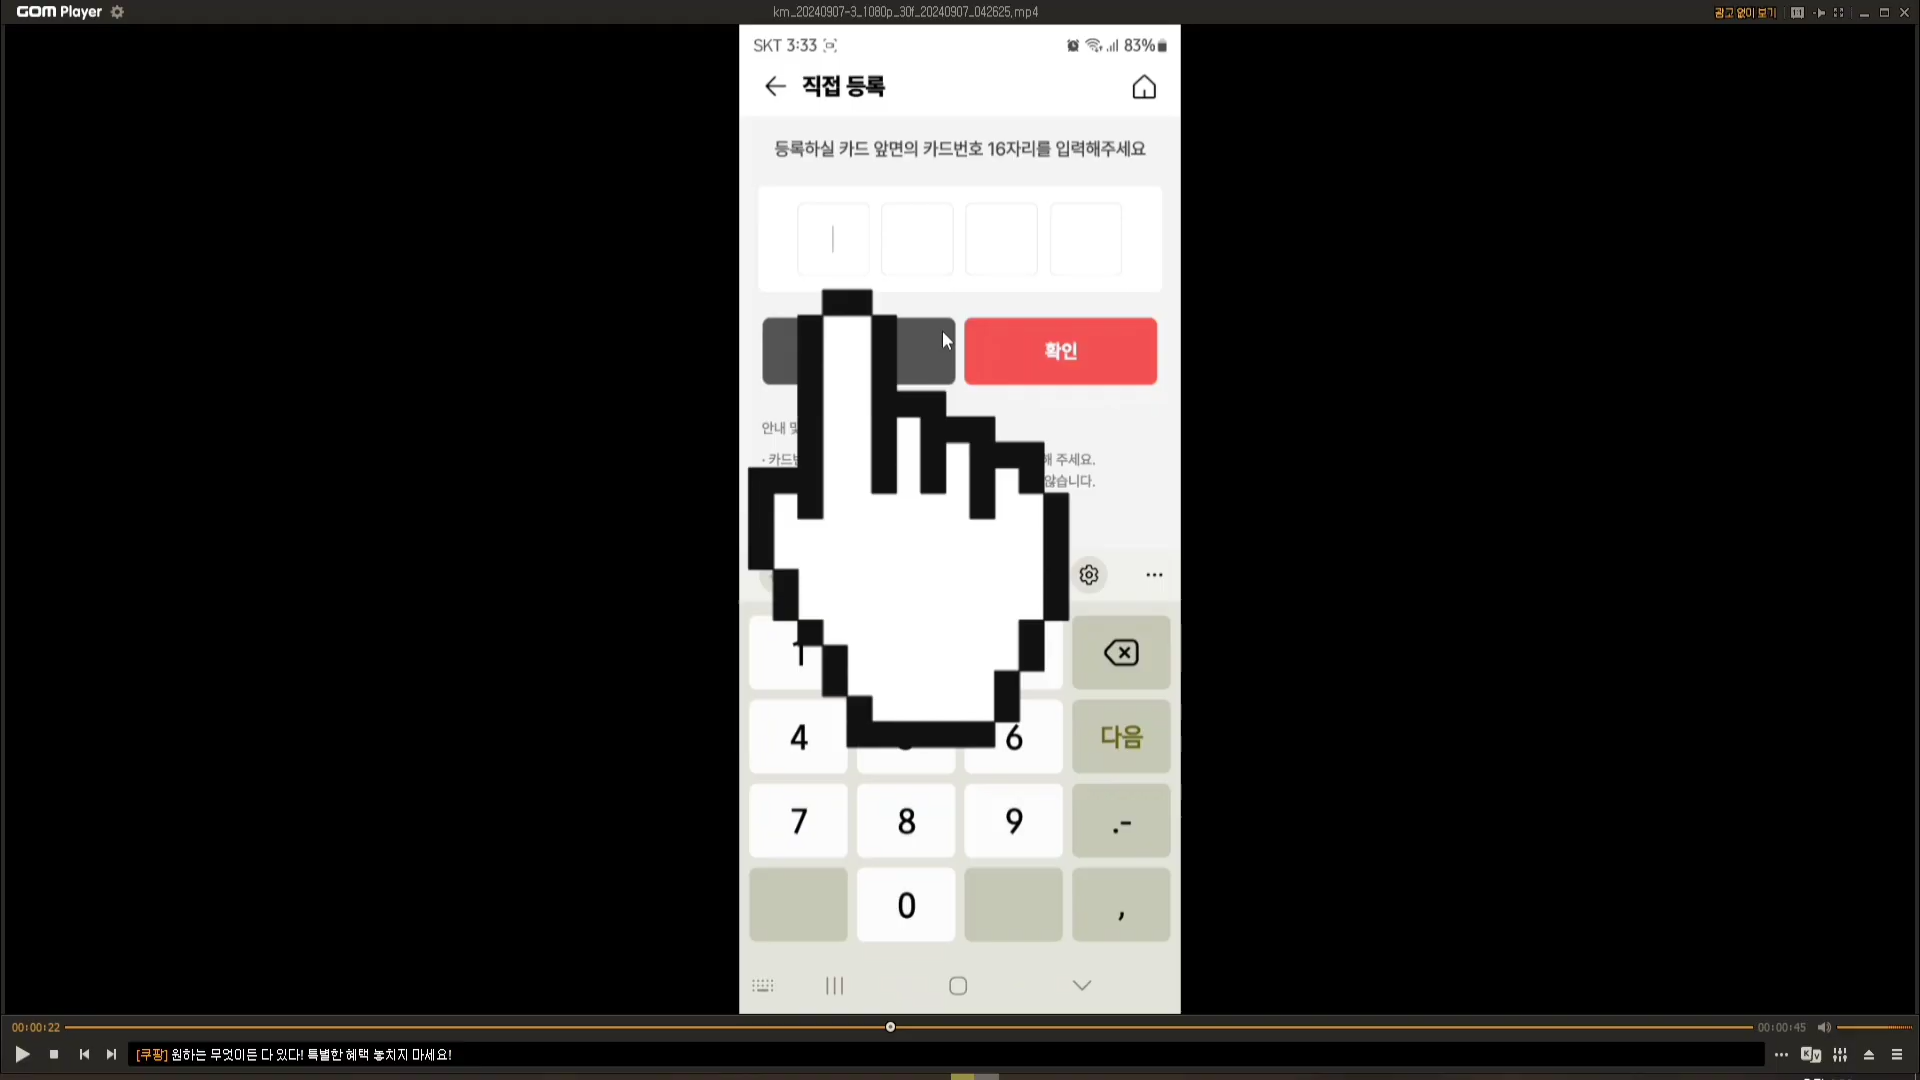 GOM Player
km_20240907-3_1080p_30f_20240907_042625.mp4
광고 없이 보기
SKT 3:33
83%
직접 등록
등록하실 카드 앞면의 카드번호 16자리를 입력해주세요
확인
안내 및
해 주세요.
않습니다.
1
4
6
다음
7
8
9
.-
0
,
00:00:22
00:00:45
[쿠팡] 원하는 무엇이든 다 있다! 특별한 혜택 놓치지 마세요!